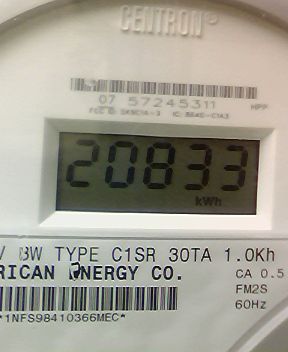 CENTRON®
07 57245311 HPP
20833
kWh
V 3W TYPE C1SR 30TA 1.0Kh
RICAN ENERGY CO.
CA 0.5
FM2S
60Hz
*1NFS98410366MEC*